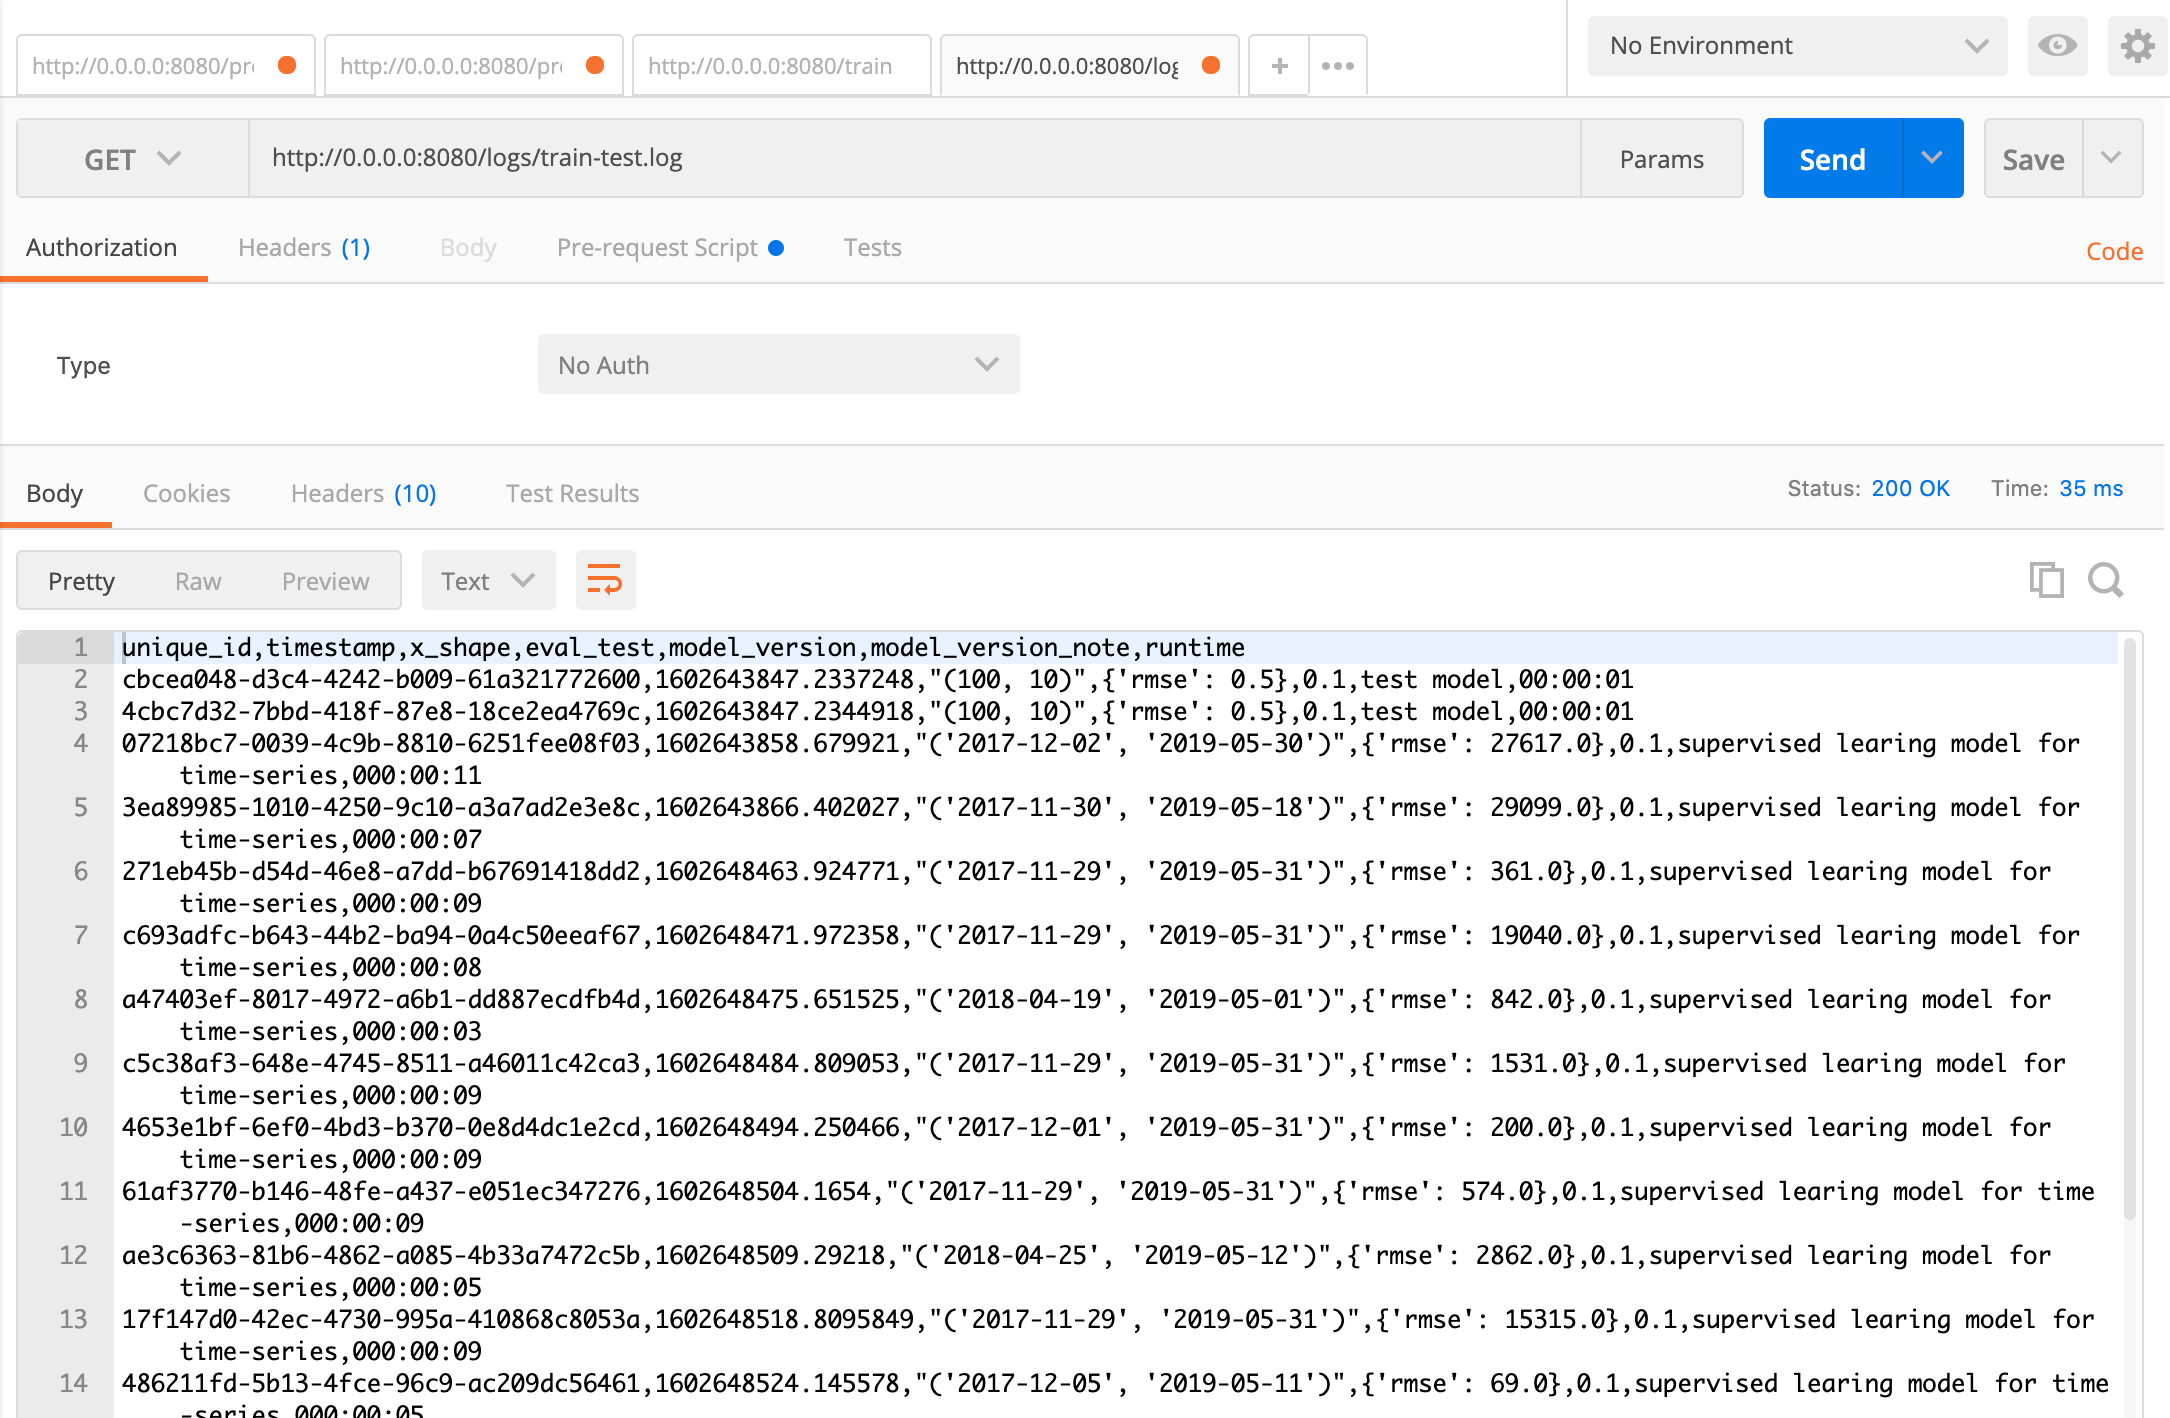 http://0.0.0.0:8080/pr
http://0.0.0.0:8080/pr
http://0.0.0.0:8080/train
http://0.0.0.0:8080/log
No Environment
GET
http://0.0.0.0:8080/logs/train-test.log
Params
Send
Save
Authorization
Headers (1)
Body
Pre-request Script
Tests
Code
Type
No Auth
Body
Cookies
Headers (10)
Test Results
Status: 200 OK
Time: 35 ms
Pretty
Raw
Preview
Text
1 unique_id,timestamp,x_shape,eval_test,model_version,model_version_note,runtime
2 cbcea048-d3c4-4242-b009-61a321772600,1602643847.2337248,"(100, 10)",{'rmse': 0.5},0.1,test model,00:00:01
3 4cbc7d32-7bbd-418f-87e8-18ce2ea4769c,1602643847.2344918,"(100, 10)",{'rmse': 0.5},0.1,test model,00:00:01
4 07218bc7-0039-4c9b-8810-6251fee08f03,1602643858.679921,"('2017-12-02', '2019-05-30')",{'rmse': 27617.0},0.1,supervised learing model for
time-series,000:00:11
5 3ea89985-1010-4250-9c10-a3a7ad2e3e8c,1602643866.402027,"('2017-11-30', '2019-05-18')",{'rmse': 29099.0},0.1,supervised learing model for
time-series,000:00:07
6 271eb45b-d54d-46e8-a7dd-b67691418dd2,1602648463.924771,"('2017-11-29', '2019-05-31')",{'rmse': 361.0},0.1,supervised learing model for
time-series,000:00:09
7 c693adfc-b643-44b2-ba94-0a4c50eeaf67,1602648471.972358,"('2017-11-29', '2019-05-31')",{'rmse': 19040.0},0.1,supervised learing model for
time-series,000:00:08
8 a47403ef-8017-4972-a6b1-dd887ecdfb4d,1602648475.651525,"('2018-04-19', '2019-05-01')",{'rmse': 842.0},0.1,supervised learing model for
time-series,000:00:03
9 c5c38af3-648e-4745-8511-a46011c42ca3,1602648484.809053,"('2017-11-29', '2019-05-31')",{'rmse': 1531.0},0.1,supervised learing model for
time-series,000:00:09
10 4653e1bf-6ef0-4bd3-b370-0e8d4dc1e2cd,1602648494.250466,"('2017-12-01', '2019-05-31')",{'rmse': 200.0},0.1,supervised learing model for
time-series,000:00:09
11 61af3770-b146-48fe-a437-e051ec347276,1602648504.1654,"('2017-11-29', '2019-05-31')",{'rmse': 574.0},0.1,supervised learing model for time
-series,000:00:09
12 ae3c6363-81b6-4862-a085-4b33a7472c5b,1602648509.29218,"('2018-04-25', '2019-05-12')",{'rmse': 2862.0},0.1,supervised learing model for
time-series,000:00:05
13 17f147d0-42ec-4730-995a-410868c8053a,1602648518.8095849,"('2017-11-29', '2019-05-31')",{'rmse': 15315.0},0.1,supervised learing model for
time-series,000:00:09
14 486211fd-5b13-4fce-96c9-ac209dc56461,1602648524.145578,"('2017-12-05', '2019-05-11')",{'rmse': 69.0},0.1,supervised learing model for time
-series,000:00:05